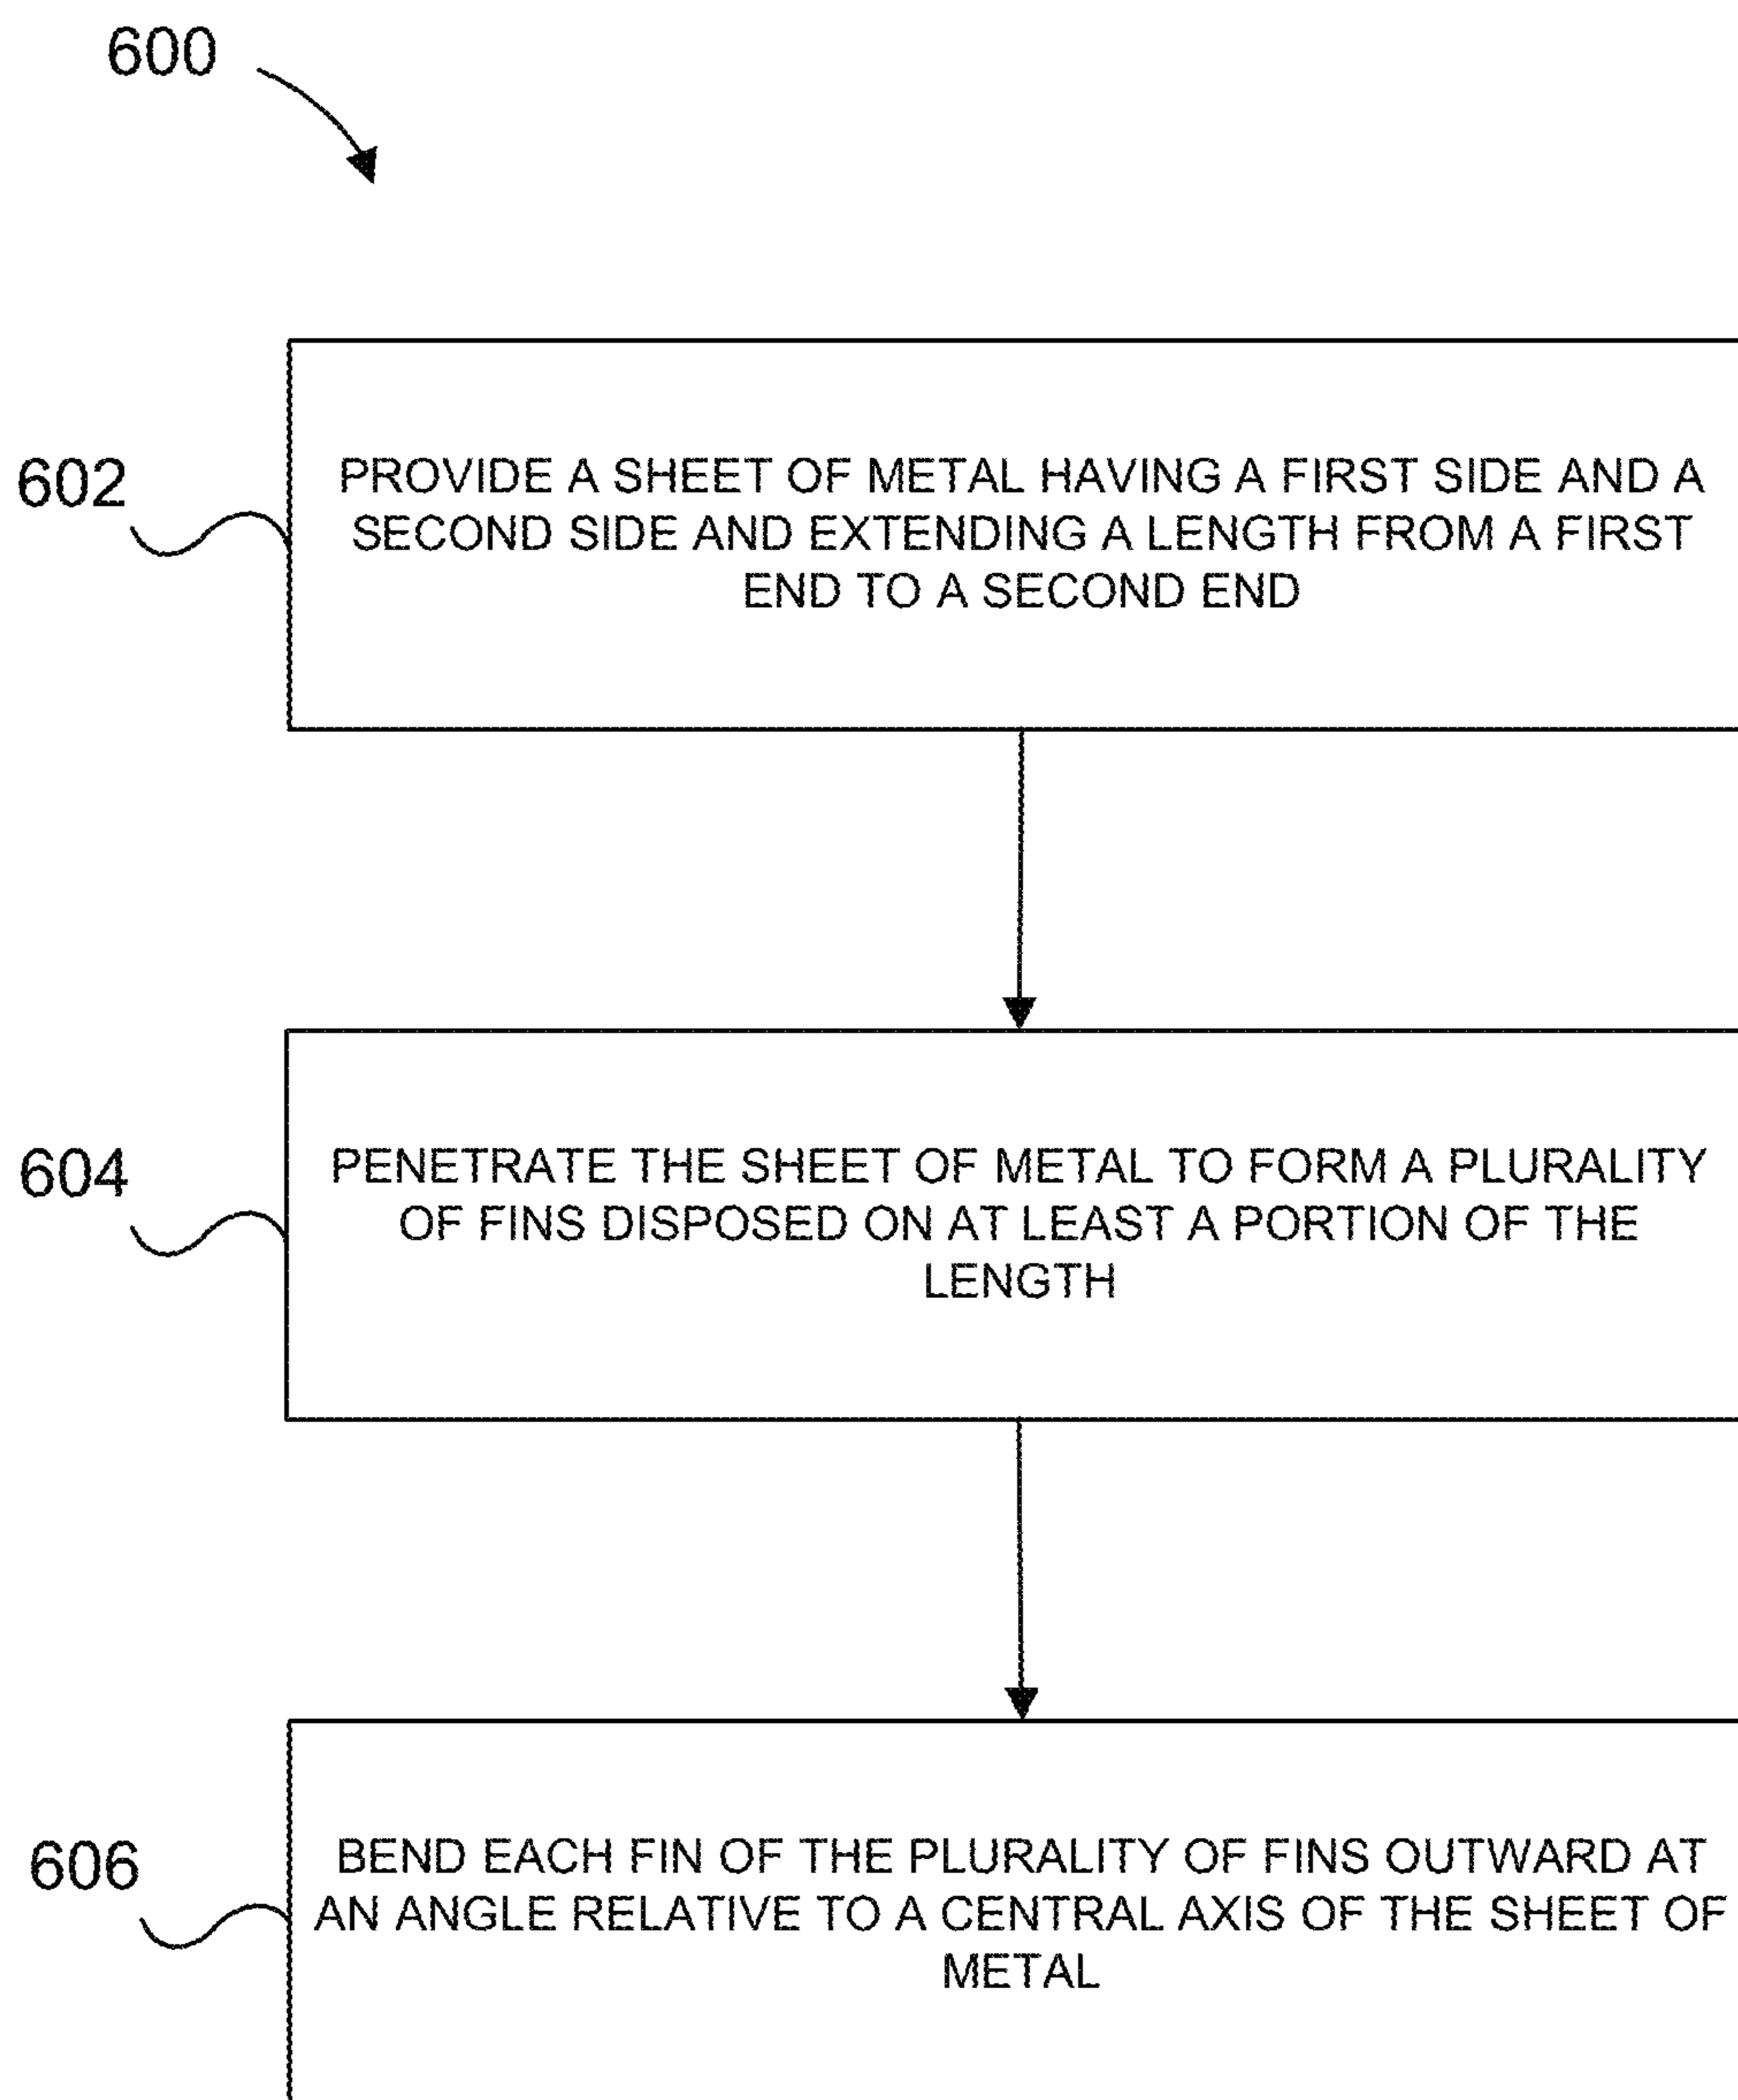 600
602
PROVIDE A SHEET OF METAL HAVING A FIRST SIDE AND A
SECOND SIDE AND EXTENDING A LENGTH FROM A FIRST
END TO A SECOND END
604
PENETRATE THE SHEET OF METAL TO FORM A PLURALITY
OF FINS DISPOSED ON AT LEAST A PORTION OF THE
LENGTH
606
BEND EACH FIN OF THE PLURALITY OF FINS OUTWARD AT
AN ANGLE RELATIVE TO A CENTRAL AXIS OF THE SHEET OF
METAL